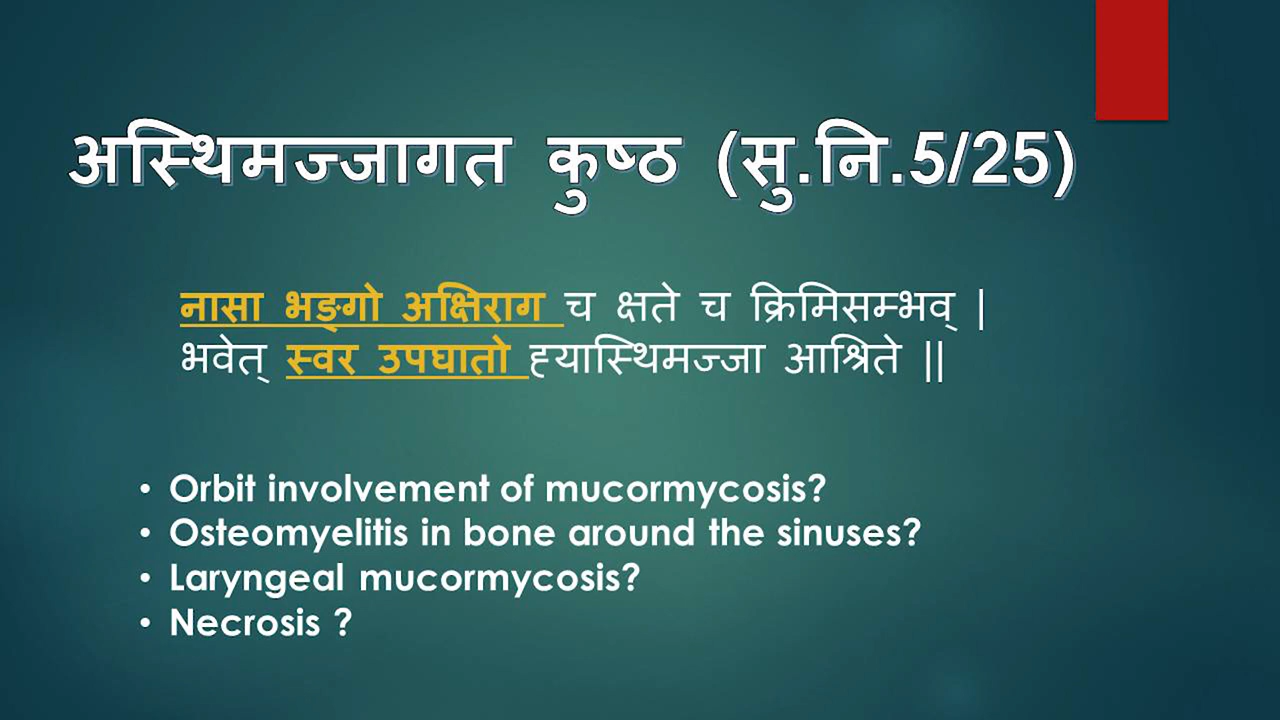 अस्थिमज्जागत कुष्ठ (सु.नि.5/25)
नासा भङ्गो अक्षिराग च क्षते च क्रिमिसम्भव् |
भवेत् स्वर उपघातो ह्यास्थिमज्जा आश्रिते ||
• Orbit involvement of mucormycosis?
• Osteomyelitis in bone around the sinuses?
• Laryngeal mucormycosis?
• Necrosis ?